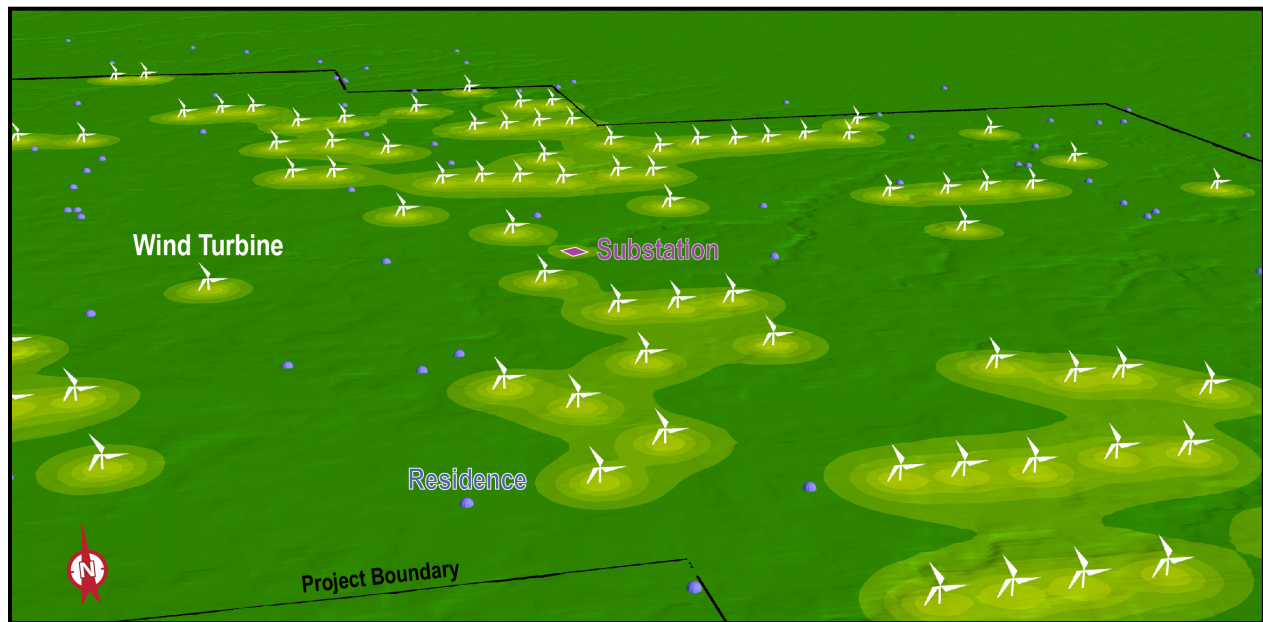 Wind Turbine
Substation
Residence
Project Boundary
N